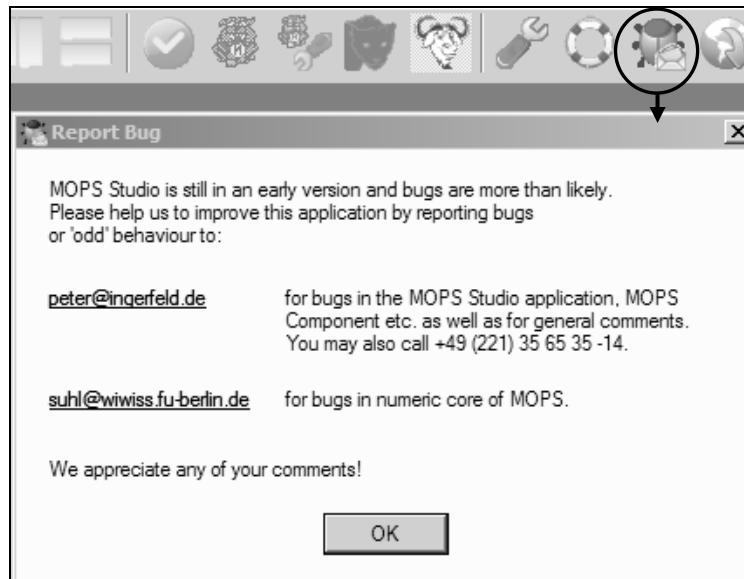 Report Bug
MOPS Studio is still in an early version and bugs are more than likely.
Please help us to improve this application by reporting bugs
or 'odd' behaviour to:
peter@ingerfeld.de for bugs in the MOPS Studio application, MOPS
Component etc. as well as for general comments.
You may also call +49 (221) 35 65 35 -14.
suhl@wiwiss.fu-berlin.de for bugs in numeric core of MOPS.
We appreciate any of your comments!
OK